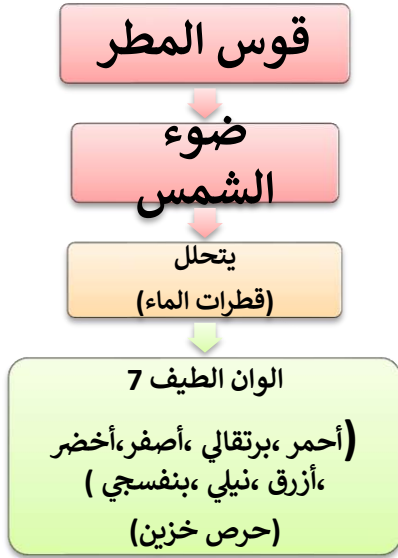 قوس المطر
ضوء
الشمس
يتحلل
(قطرات الماء)
الوان الطيف 7
(أحمر ،برتقالي ،أصفر،أخضر
،أزرق ،نيلي ،بنفسجي )
(حرص خزين)